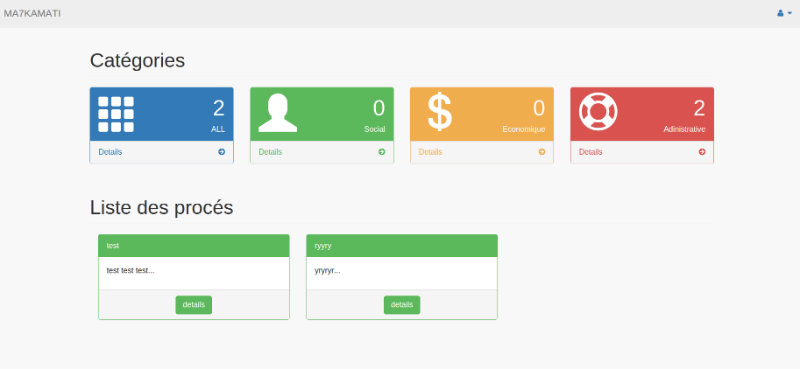 MA7KAMATI
Catégories
2
ALL
Details
0
Social
Details
0
Economique
Details
2
Adinistrative
Details
Liste des procés
test
test test test...
details
ryyry
yryryr...
details